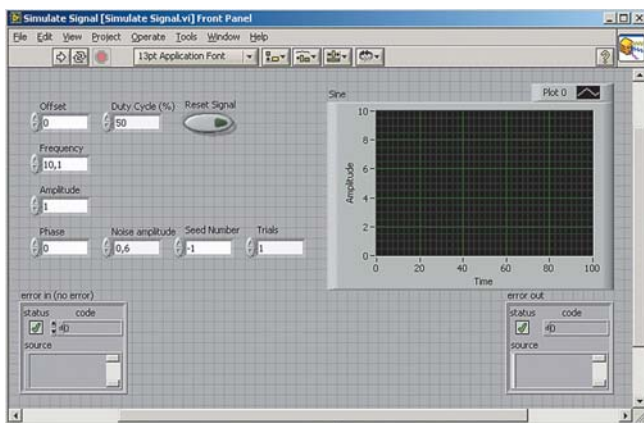 Simulate Signal [Simulate Signal.vi] Front Panel
File Edit View Project Operate Tools Window Help
13pt Application Font
?
Offset Duty Cycle (%) Reset Signal
0 50
Frequency
10,1
Amplitude
1
Phase Noise amplitude Seed Number Trials
0 0,6 -1 1
Sine Plot 0
Amplitude
10
8
6
4
2
0 20 40 60 80 100
Time
error in (no error)
status code
d0
source
error out
status code
d0
source